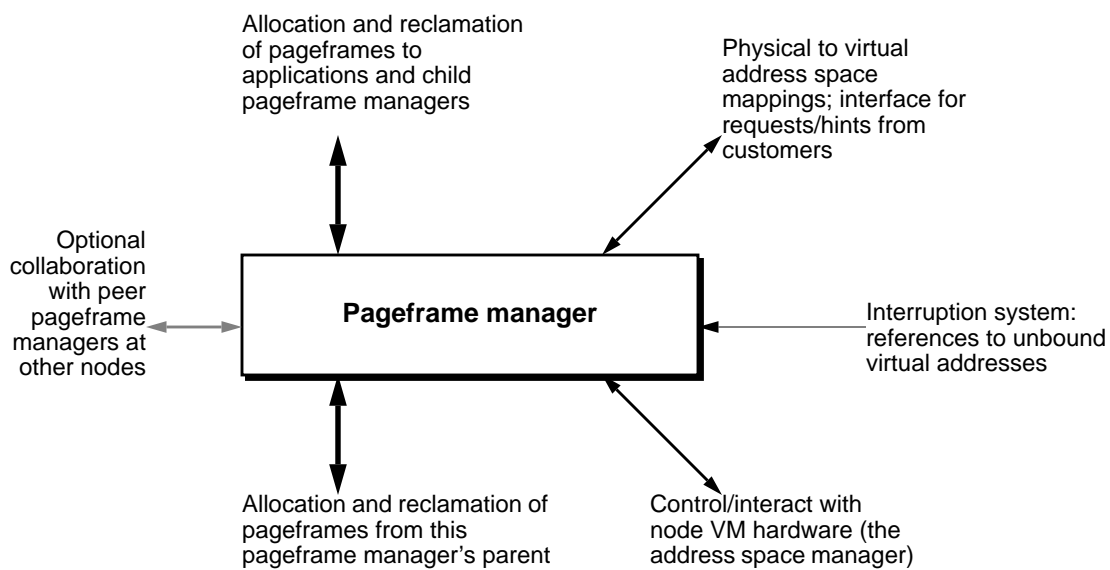 Allocation and reclamation
of pageframes to
applications and child
pageframe managers
Physical to virtual
address space
mappings; interface for
requests/hints from
customers
Optional
collaboration
with peer
pageframe
managers at
other nodes
Pageframe manager
Interruption system:
references to unbound
virtual addresses
Allocation and reclamation of
pageframes from this
pageframe manager’s parent
Control/interact with
node VM hardware (the
address space manager)